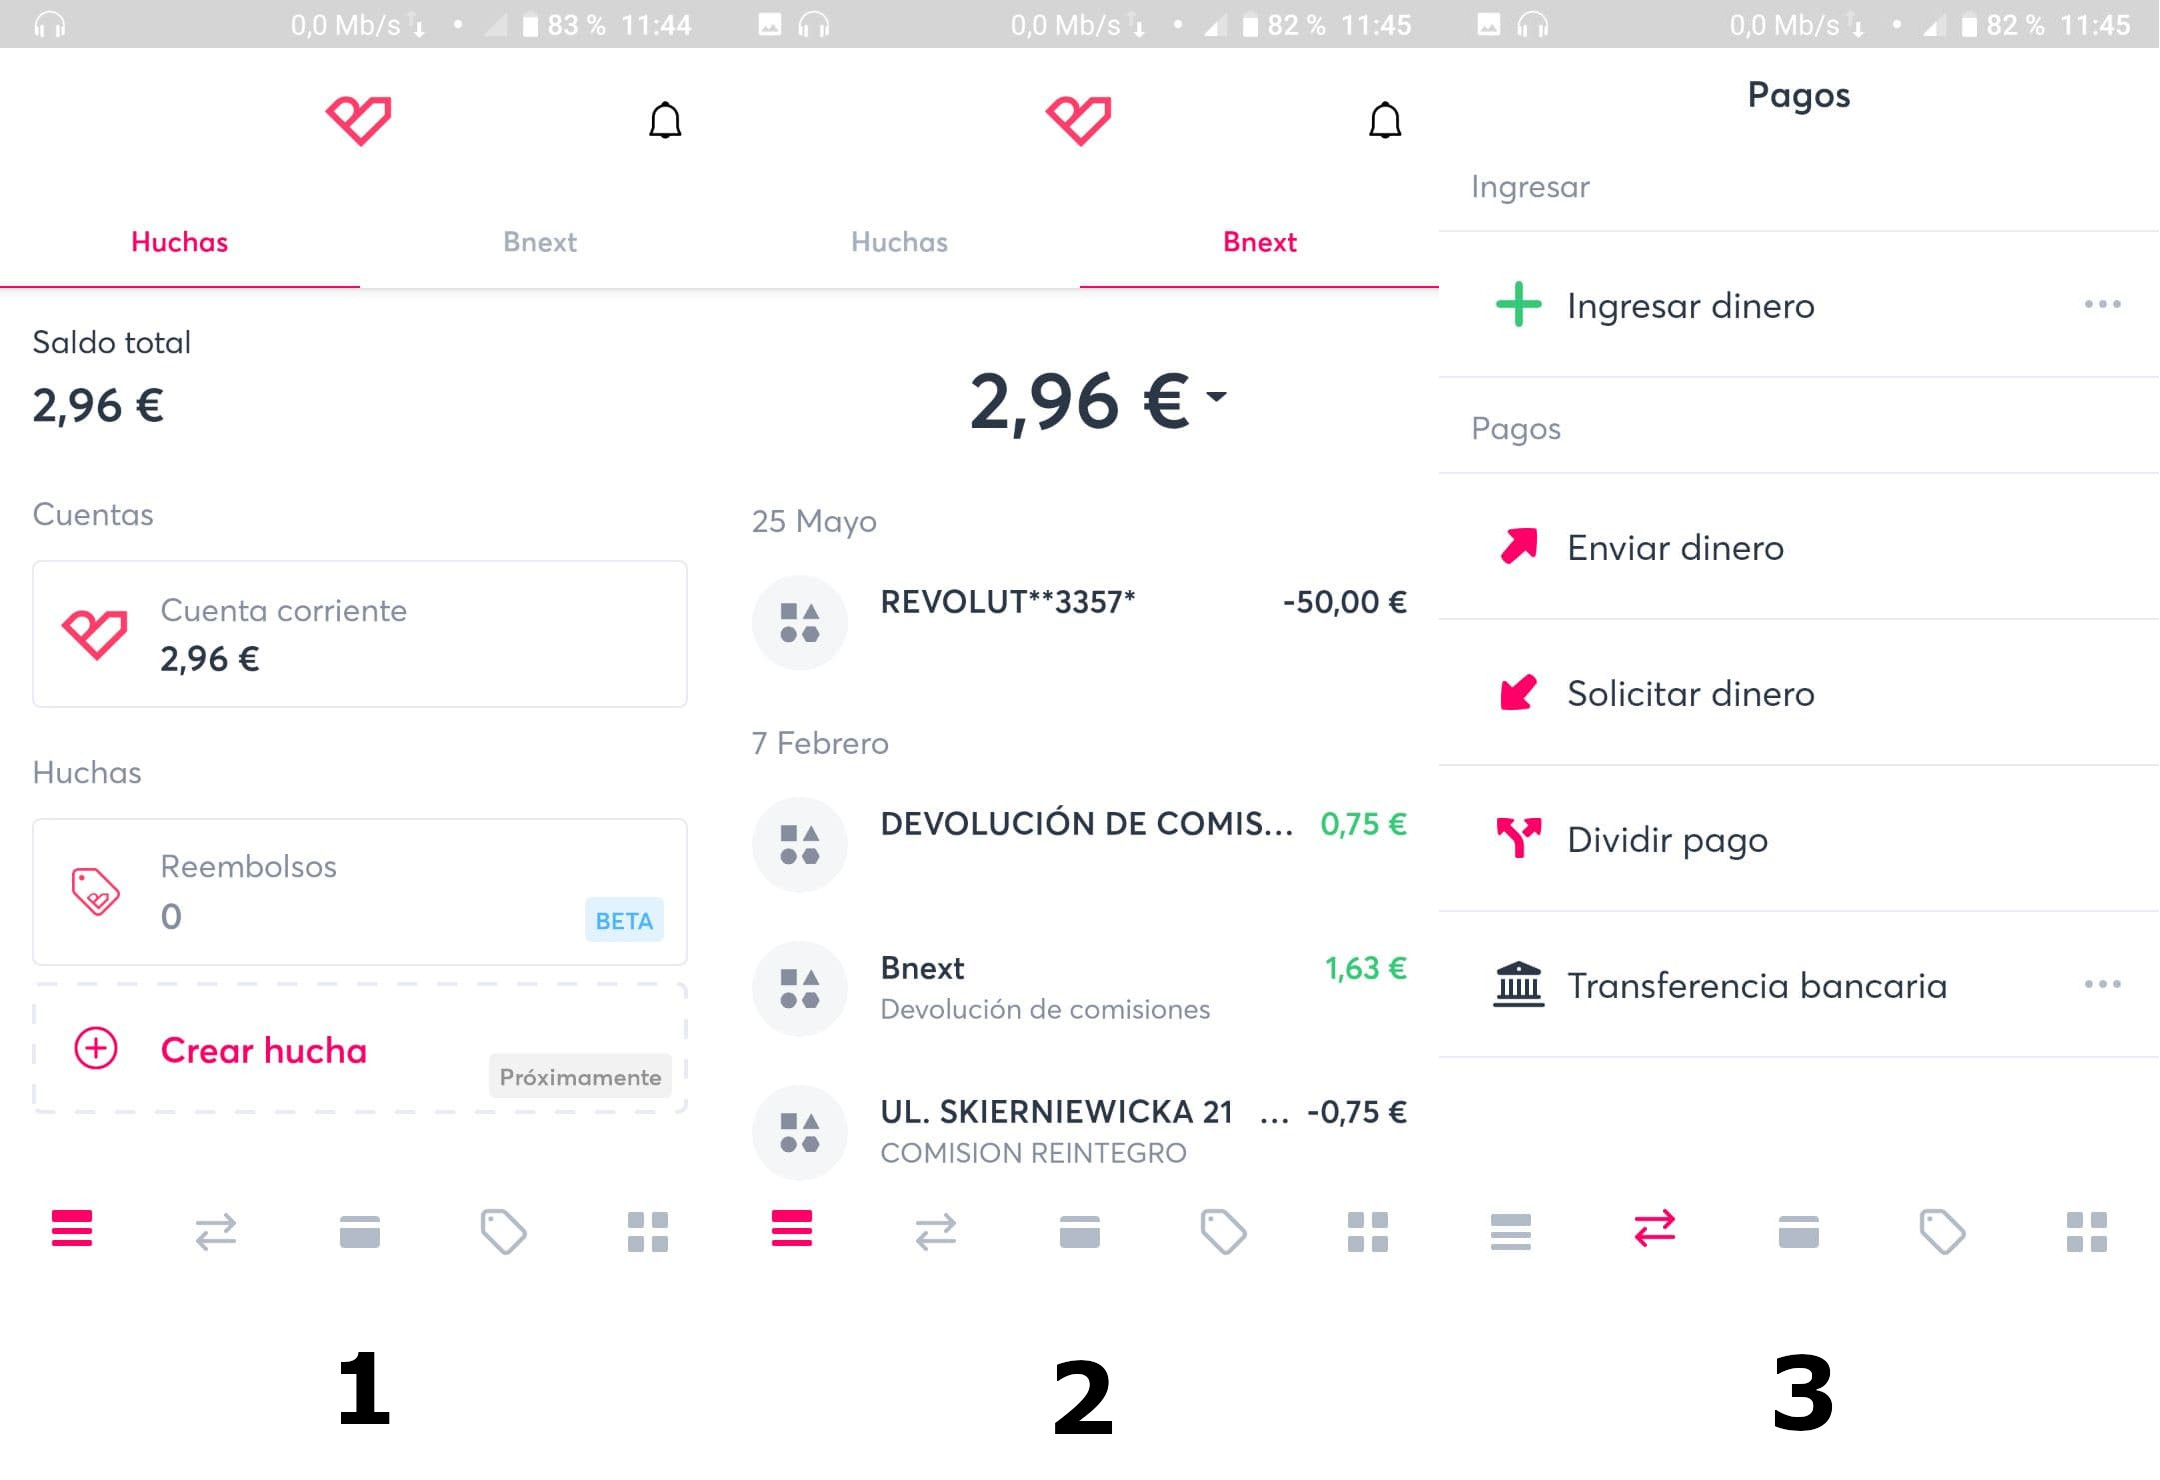 0,0 Mb/s 83 % 11:44
Huchas Bnext
Saldo total
2,96 €
Cuentas
Cuenta corriente
2,96 €
Huchas
Reembolsos
0
BETA
Crear hucha
Próximamente
1
0,0 Mb/s 82 % 11:45
Huchas Bnext
2,96 €
25 Mayo
REVOLUT**3357* -50,00 €
7 Febrero
DEVOLUCIÓN DE COMIS... 0,75 €
Bnext 1,63 €
Devolución de comisiones
UL. SKIERNIEWICKA 21 ... -0,75 €
COMISION REINTEGRO
2
0,0 Mb/s 82 % 11:45
Pagos
Ingresar
Ingresar dinero
Pagos
Enviar dinero
Solicitar dinero
Dividir pago
Transferencia bancaria
3